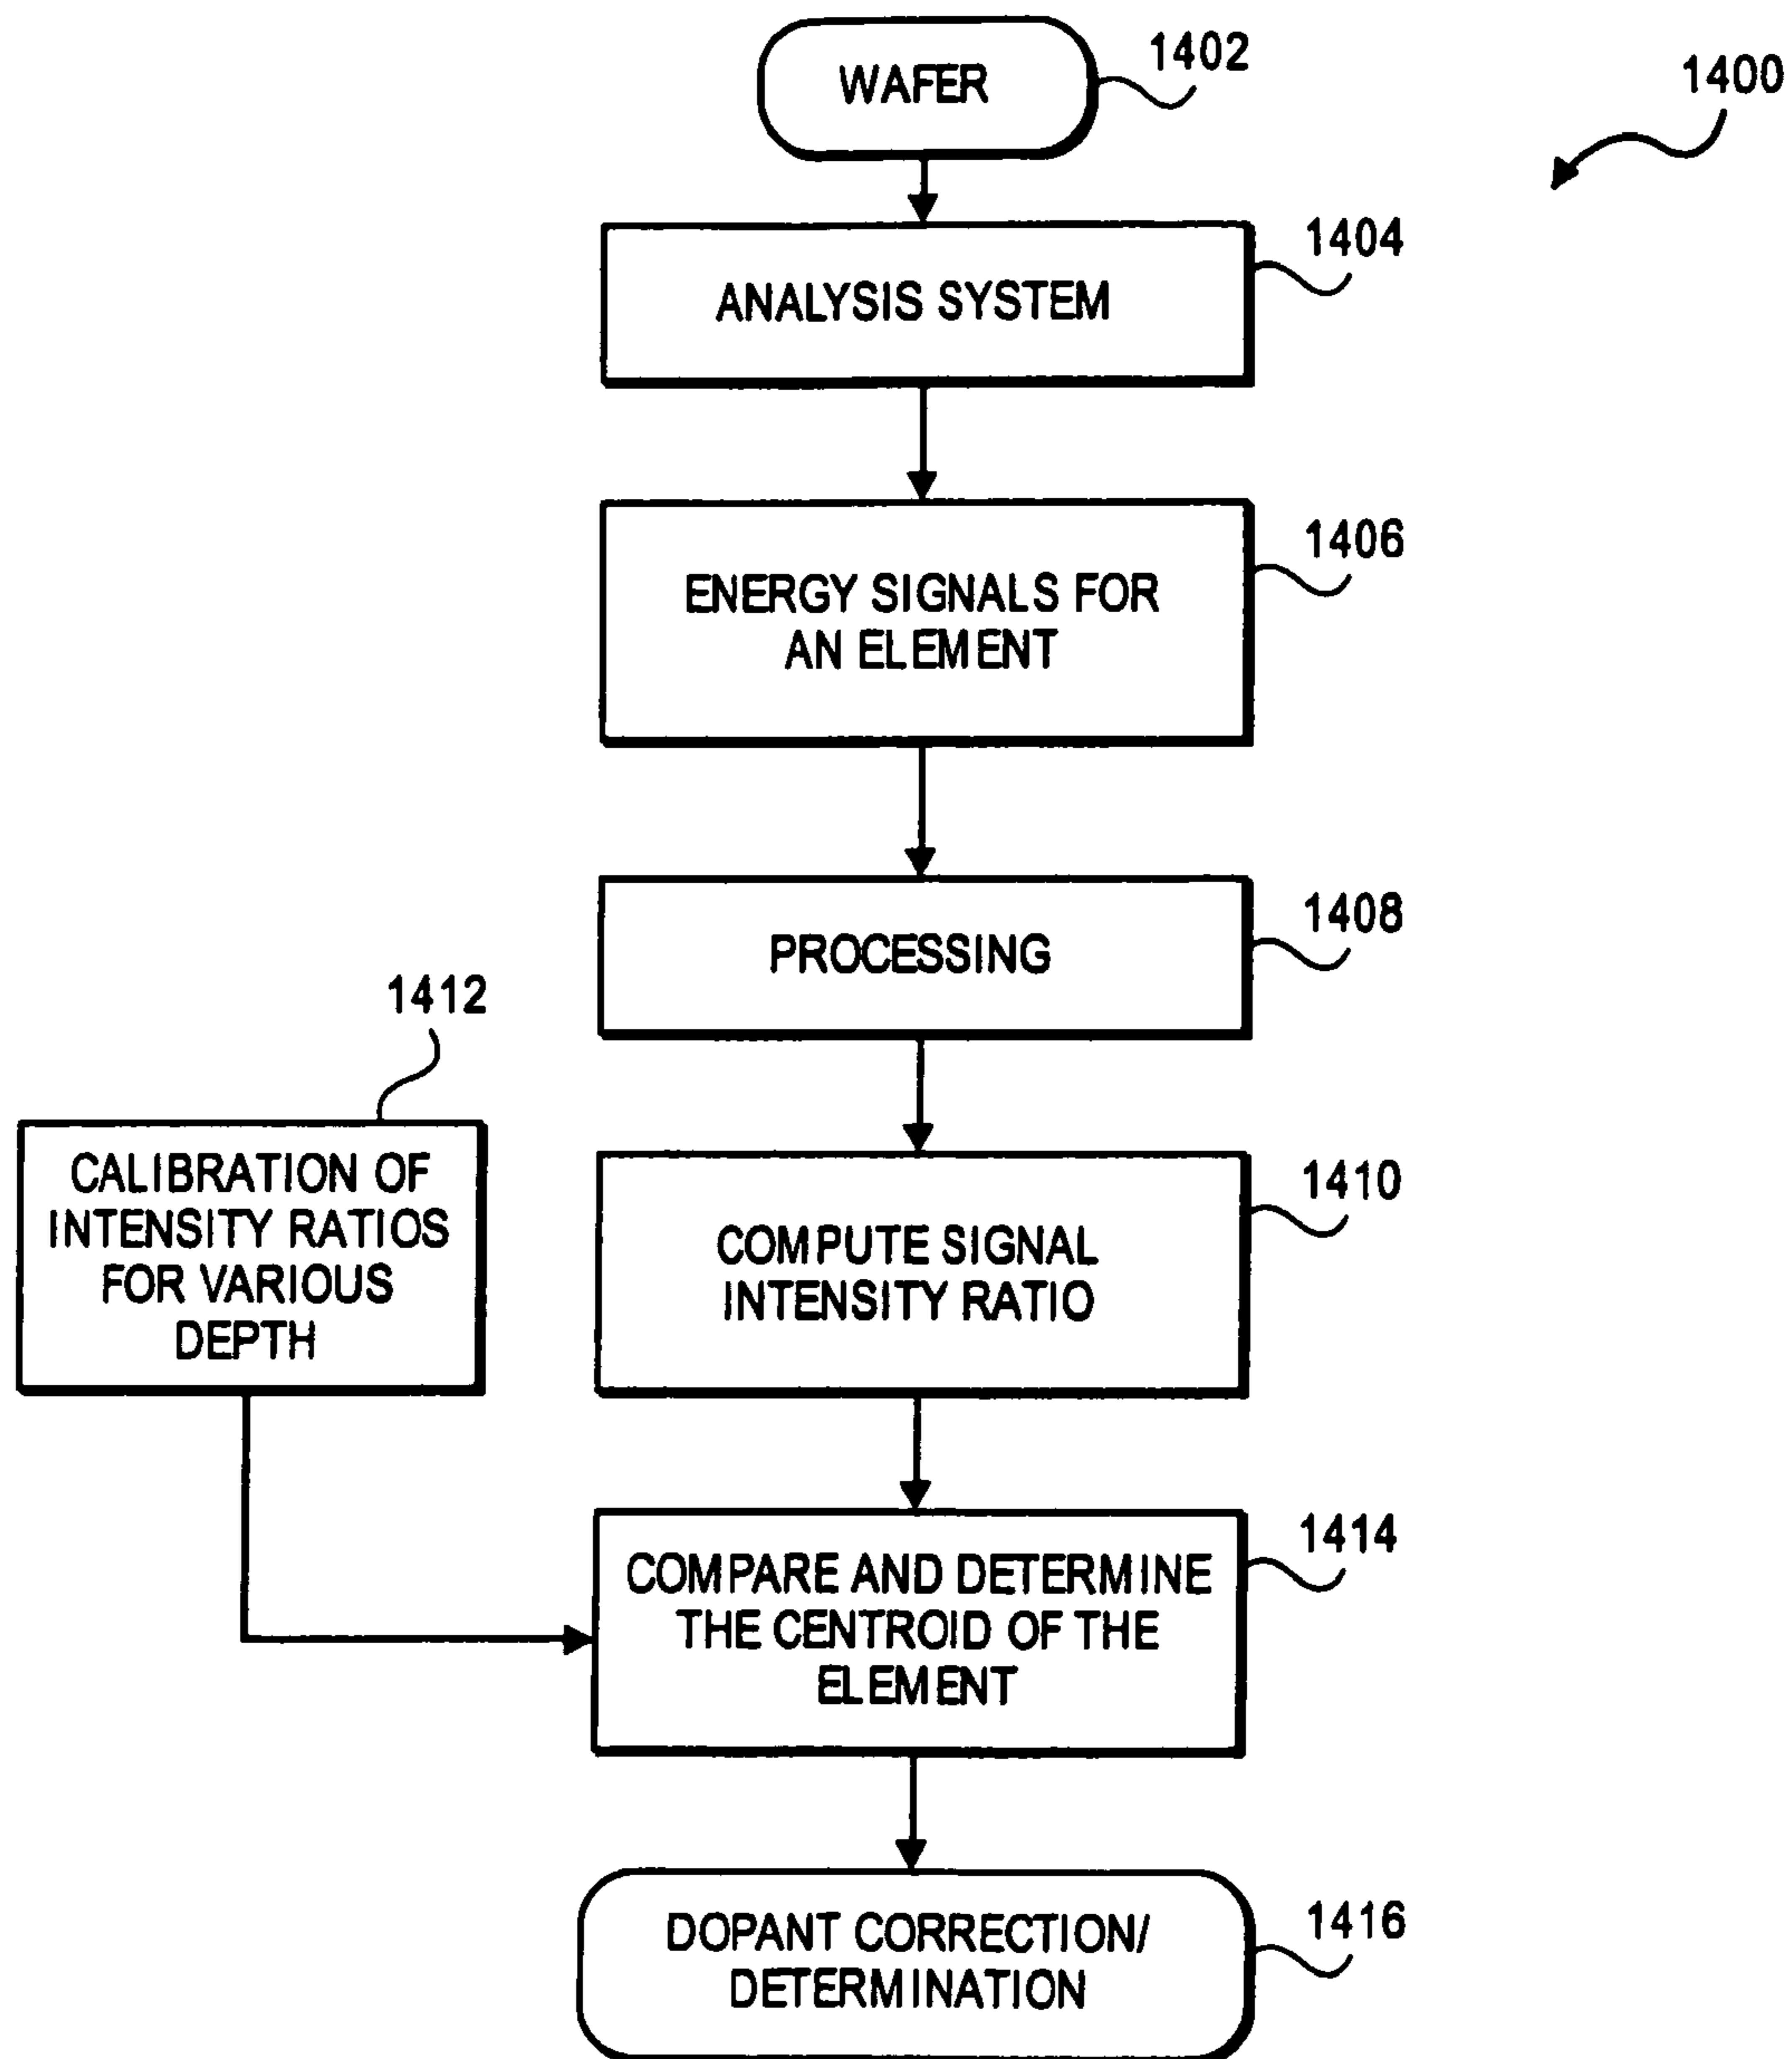 WAFER
1402
1400
ANALYSIS SYSTEM
1404
ENERGY SIGNALS FOR
AN ELEMENT
1406
PROCESSING
1408
1412
CALIBRATION OF
INTENSITY RATIOS
FOR VARIOUS
DEPTH
COMPUTE SIGNAL
INTENSITY RATIO
1410
COMPARE AND DETERMINE
THE CENTROID OF THE
ELEMENT
1414
DOPANT CORRECTION/
DETERMINATION
1416